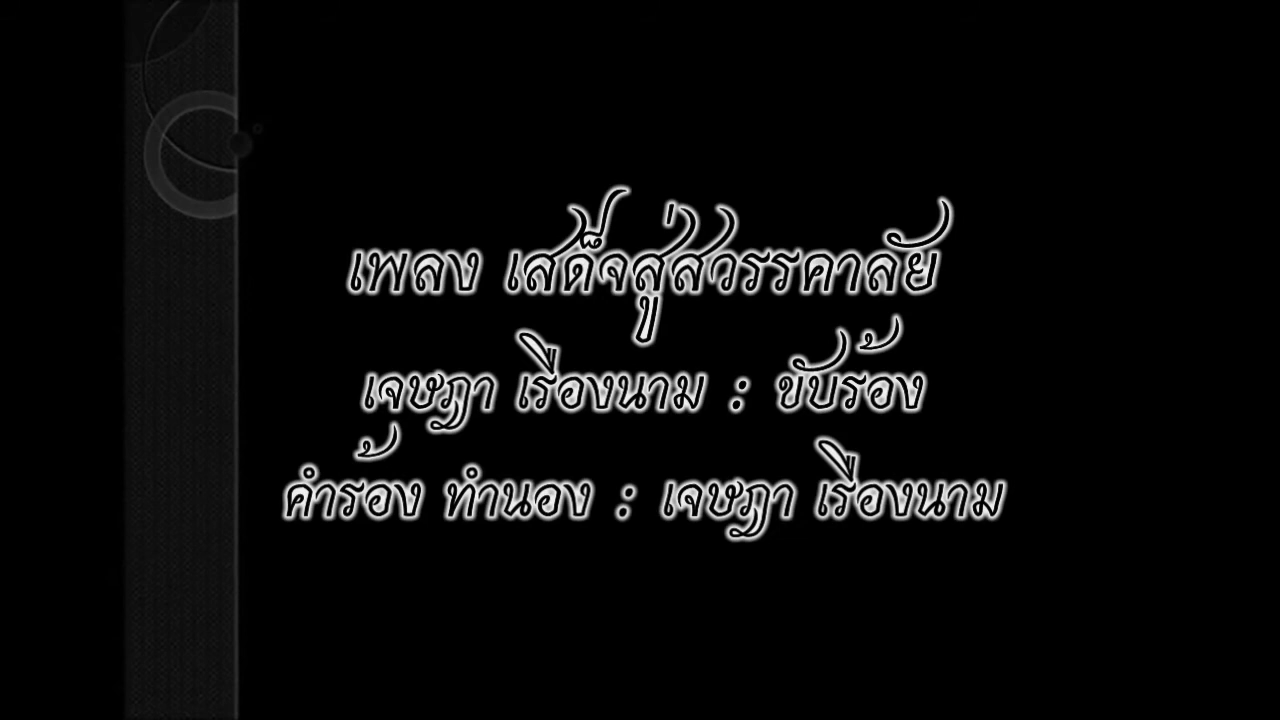 เพลง เสด็จสู่สวรรคาลัย
เจษฎา เรืองนาม : ขับร้อง
คำร้อง ทำนอง : เจษฎา เรืองนาม